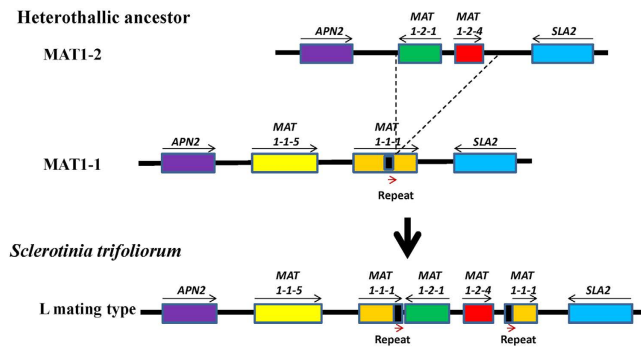 Heterothallic ancestor
MAT1-2
APN2
MAT
1-2-1
MAT
1-2-4
SLA2
MAT1-1
APN2
MAT
1-1-5
MAT
1-1-1
SLA2
Repeat
Sclerotinia trifoliorum
L mating type
APN2
MAT
1-1-5
MAT
1-1-1
MAT
1-2-1
MAT
1-2-4
MAT
1-1-1
SLA2
Repeat
Repeat